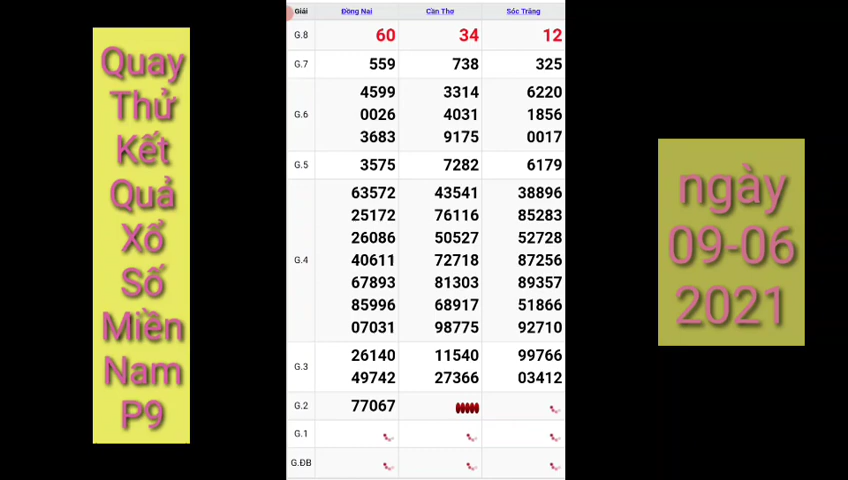 Quay
Thử
Kết
Quả
Xổ
Số
Miền
Nam
P9
Giải Đồng Nai Cần Thơ Sóc Trăng
G.8 60 34 12
G.7 559 738 325
4599 3314 6220
G.6 0026 4031 1856
3683 9175 0017
G.5 3575 7282 6179
63572 43541 38896
25172 76116 85283
26086 50527 52728
G.4 40611 72718 87256
67893 81303 89357
85996 68917 51866
07031 98775 92710
26140 11540 99766
G.3
49742 27366 03412
G.2 77067
G.1
G.ĐB
ngày
09-06
2021